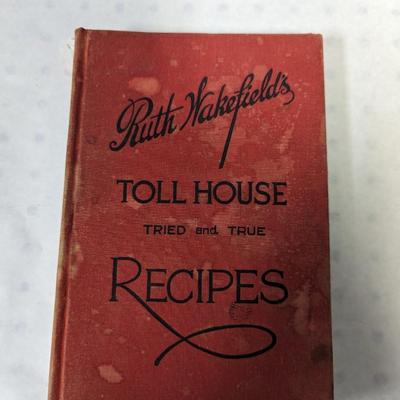 Ruth Wakefield's
TOLL HOUSE
TRIED and TRUE
RECIPES